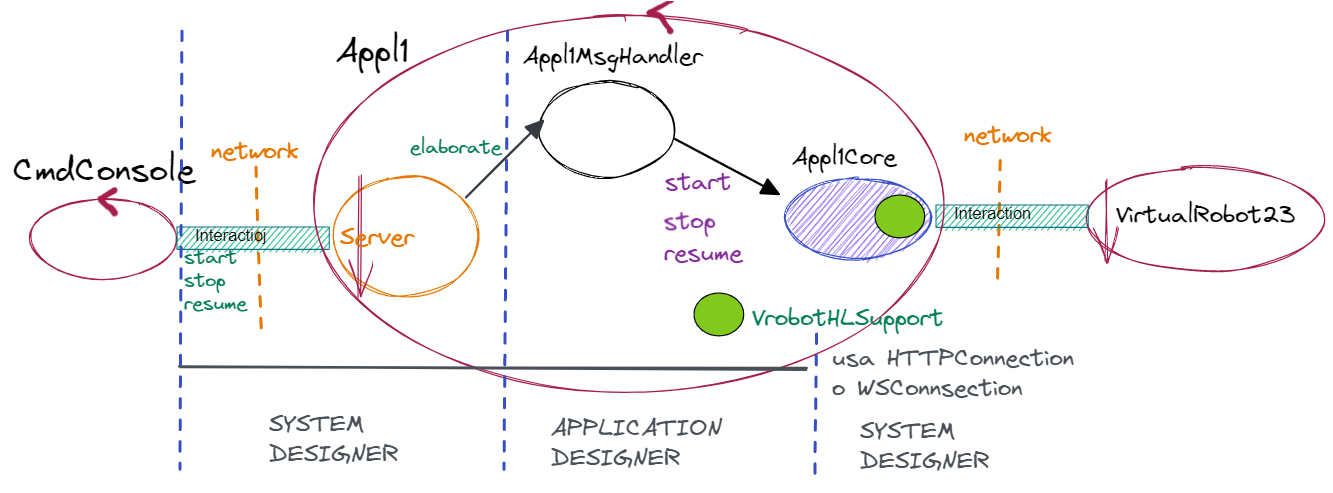 Appl1
Appl1MsgHandler
CmdConsole
network
elaborate
Appl1Core
network
start
stop
resume
Interactioj
start
stop
resume
Server
Interaction
VirtualRobot23
VrobotHLSupport
usa HTTPConnection
o WSConnsection
SYSTEM
DESIGNER
APPLICATION
DESIGNER
SYSTEM
DESIGNER